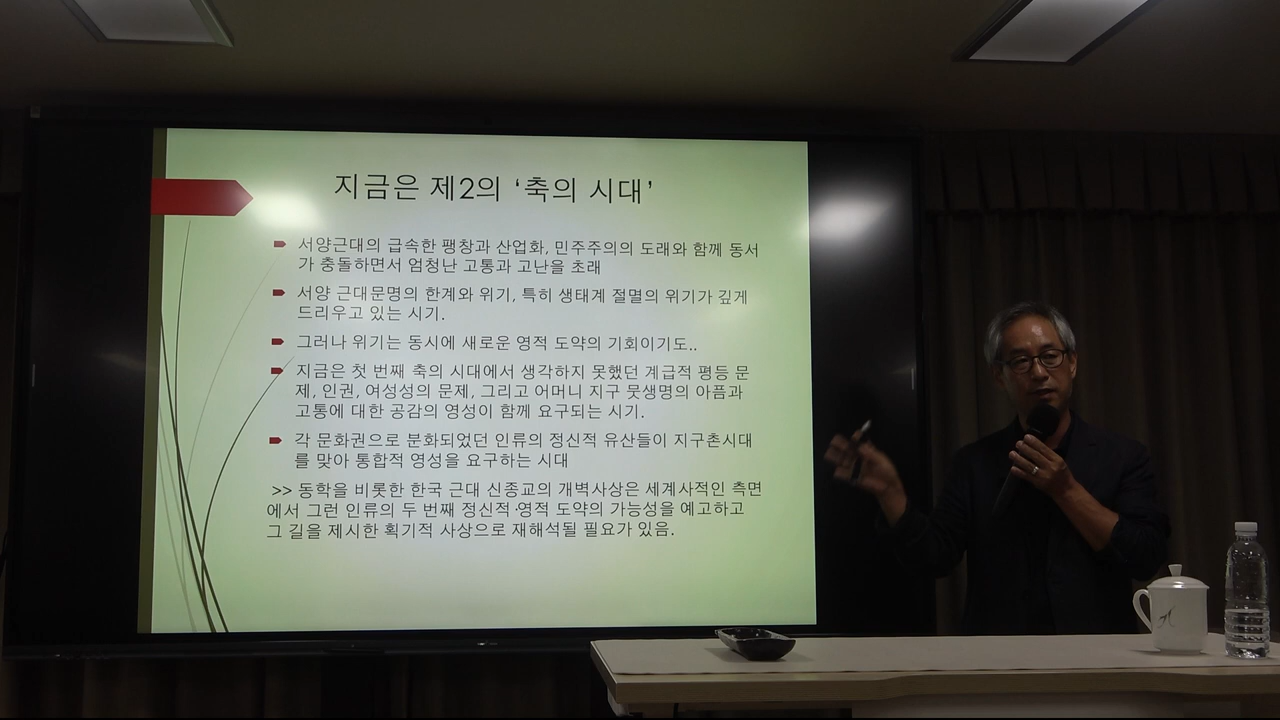 지금은 제2의 ‘축의 시대’
서양근대의 급속한 팽창과 산업화, 민주주의의 도래와 함께 동서
가 충돌하면서 엄청난 고통과 고난을 초래
서양 근대문명의 한계와 위기, 특히 생태계 절멸의 위기가 깊게
드리우고 있는 시기.
그러나 위기는 동시에 새로운 영적 도약의 기회이기도..
지금은 첫 번째 축의 시대에서 생각하지 못했던 계급적 평등 문
제, 인권, 여성성의 문제, 그리고 어머니 지구 뭇생명의 아픔과
고통에 대한 공감의 영성이 함께 요구되는 시기.
각 문화권으로 분화되었던 인류의 정신적 유산들이 지구촌시대
를 맞아 통합적 영성을 요구하는 시대
>> 동학을 비롯한 한국 근대 신종교의 개벽사상은 세계사적인 측면
에서 그런 인류의 두 번째 정신적·영적 도약의 가능성을 예고하고
그 길을 제시한 획기적 사상으로 재해석될 필요가 있음.